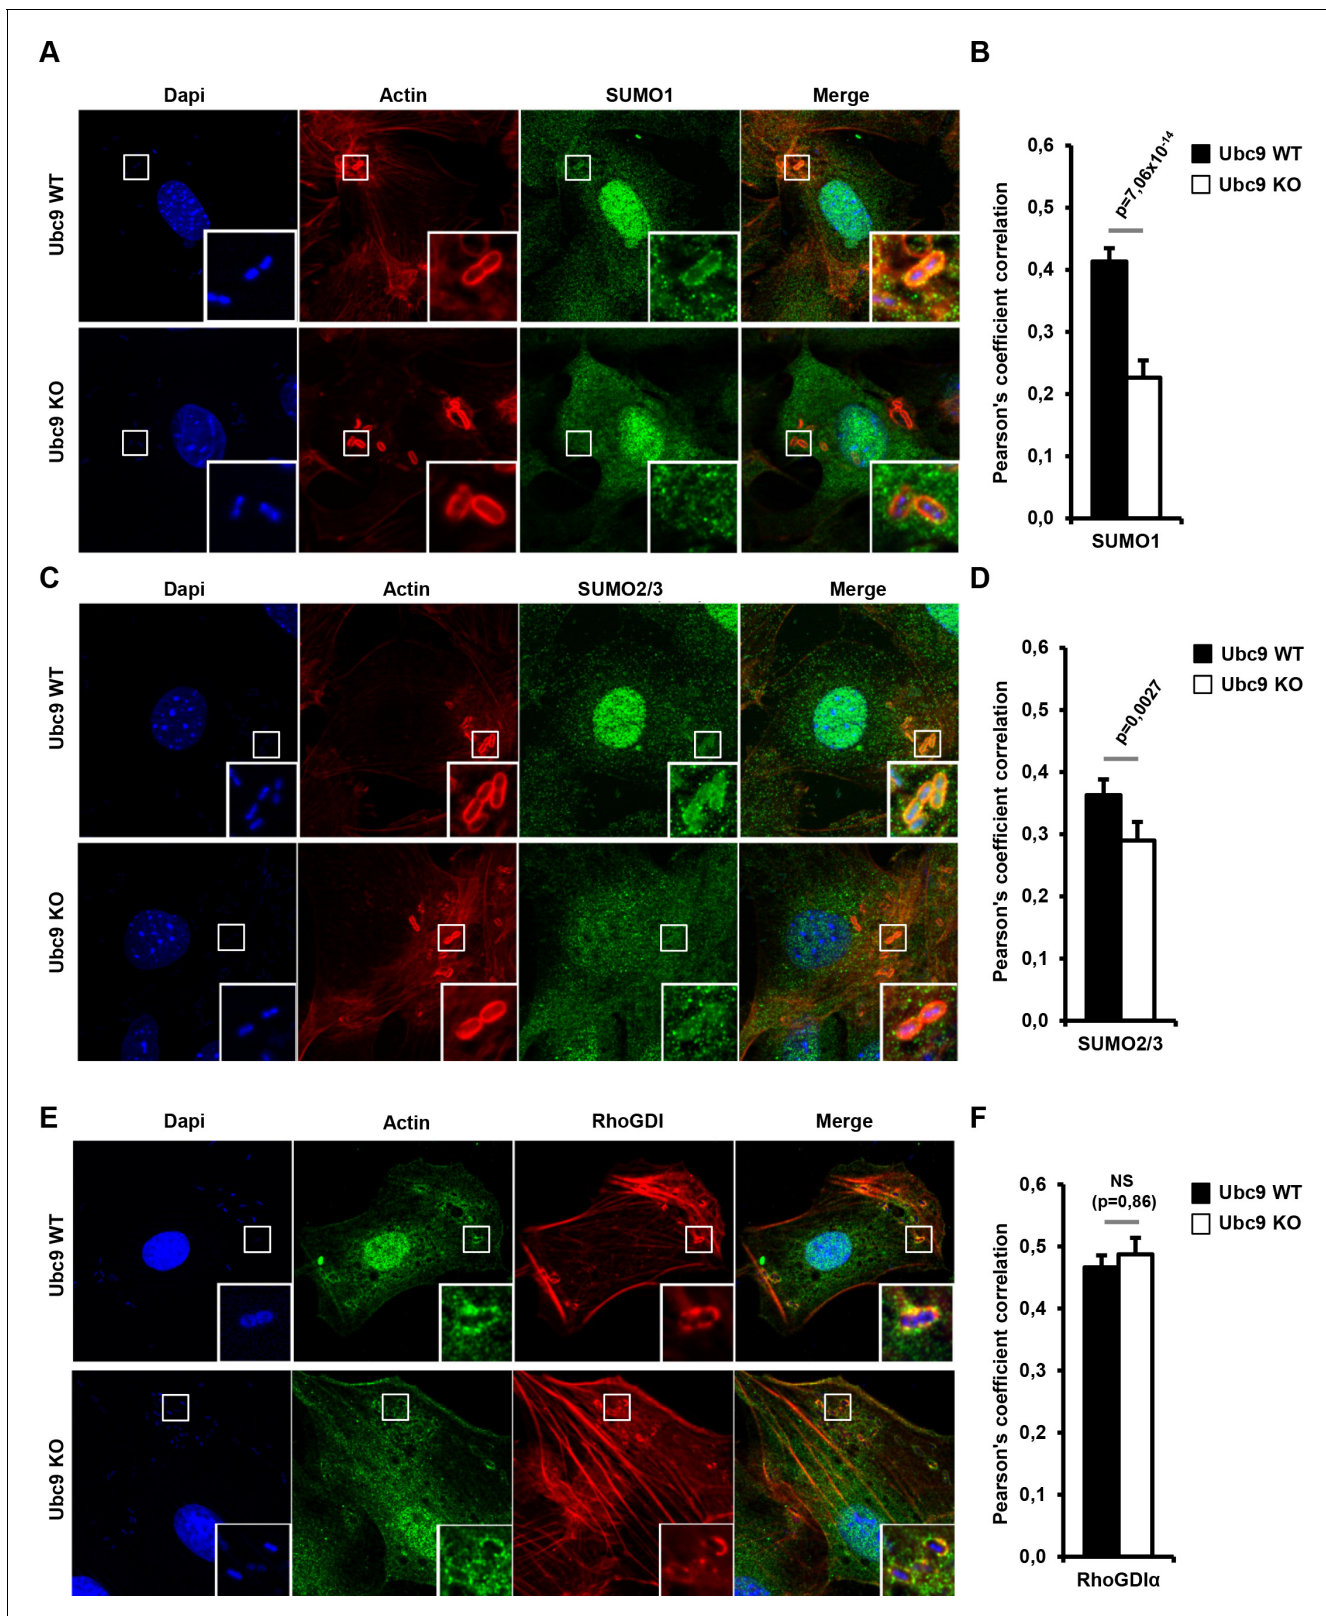 A
Dapi Actin SUMO1 Merge
Ubc9 WT
Ubc9 KO
B
0,6
0,5
0,4
0,3
0,2
0,1
0,0
Pearson's coefficient correlation
p=7,06x10-14
Ubc9 WT
Ubc9 KO
SUMO1
C
Dapi Actin SUMO2/3 Merge
Ubc9 WT
Ubc9 KO
D
0,6
0,5
0,4
0,3
0,2
0,1
0,0
Pearson's coefficient correlation
p=0,0027
Ubc9 WT
Ubc9 KO
SUMO2/3
E
Dapi Actin RhoGDI Merge
Ubc9 WT
Ubc9 KO
F
0,6
0,5
0,4
0,3
0,2
0,1
0,0
Pearson's coefficient correlation
NS
(p=0,86)
Ubc9 WT
Ubc9 KO
RhoGDIα